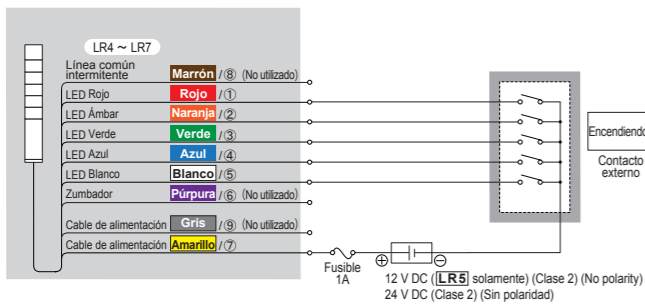 LR4 ~ LR7
Línea común
intermitente Marrón /⑧ (No utilizado)
LED Rojo Rojo /①
LED Ámbar Naranja /②
LED Verde Verde /③
LED Azul Azul /④
LED Blanco Blanco /⑤
Zumbador Púrpura /⑥ (No utilizado)
Cable de alimentación Gris /⑨ (No utilizado)
Cable de alimentación Amarillo /⑦
Encendiendo
Contacto
externo
Fusible
1A
⊕ ⊖
12 V DC (LR5 solamente) (Clase 2) (No polarity)
24 V DC (Clase 2) (Sin polaridad)